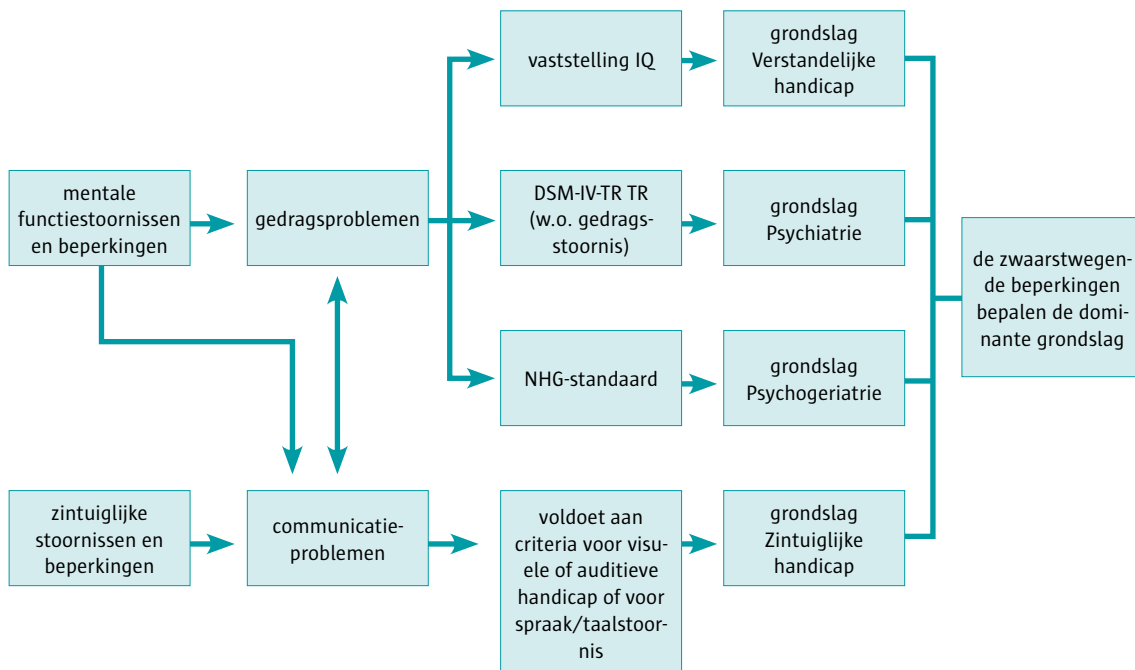 vaststelling IQ
grondslag
Verstandelijke
handicap
mentale
functiestoornissen
en beperkingen
gedragsproblemen
DSM-IV-TR TR
(w.o. gedrags-
stoornis)
grondslag
Psychiatrie
de zwaarstwegen-
de beperkingen
bepalen de domi-
nante grondslag
NHG-standaard
grondslag
Psychogeriatrie
zintuiglijke
stoornissen en
beperkingen
communicatie-
problemen
voldoet aan
criteria voor visu-
ele of auditieve
handicap of voor
spraak/taalstoor-
nis
grondslag
Zintuiglijke
handicap